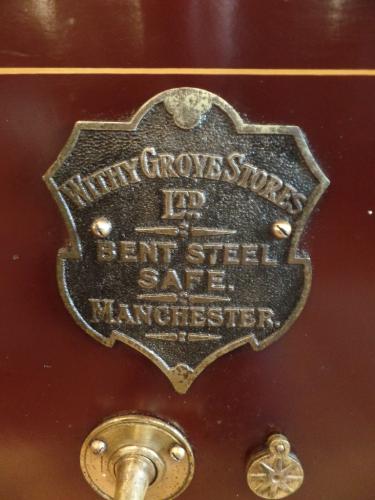 WITHY GROVE STORES
LTD.
BENT STEEL
SAFE.
MANCHESTER.